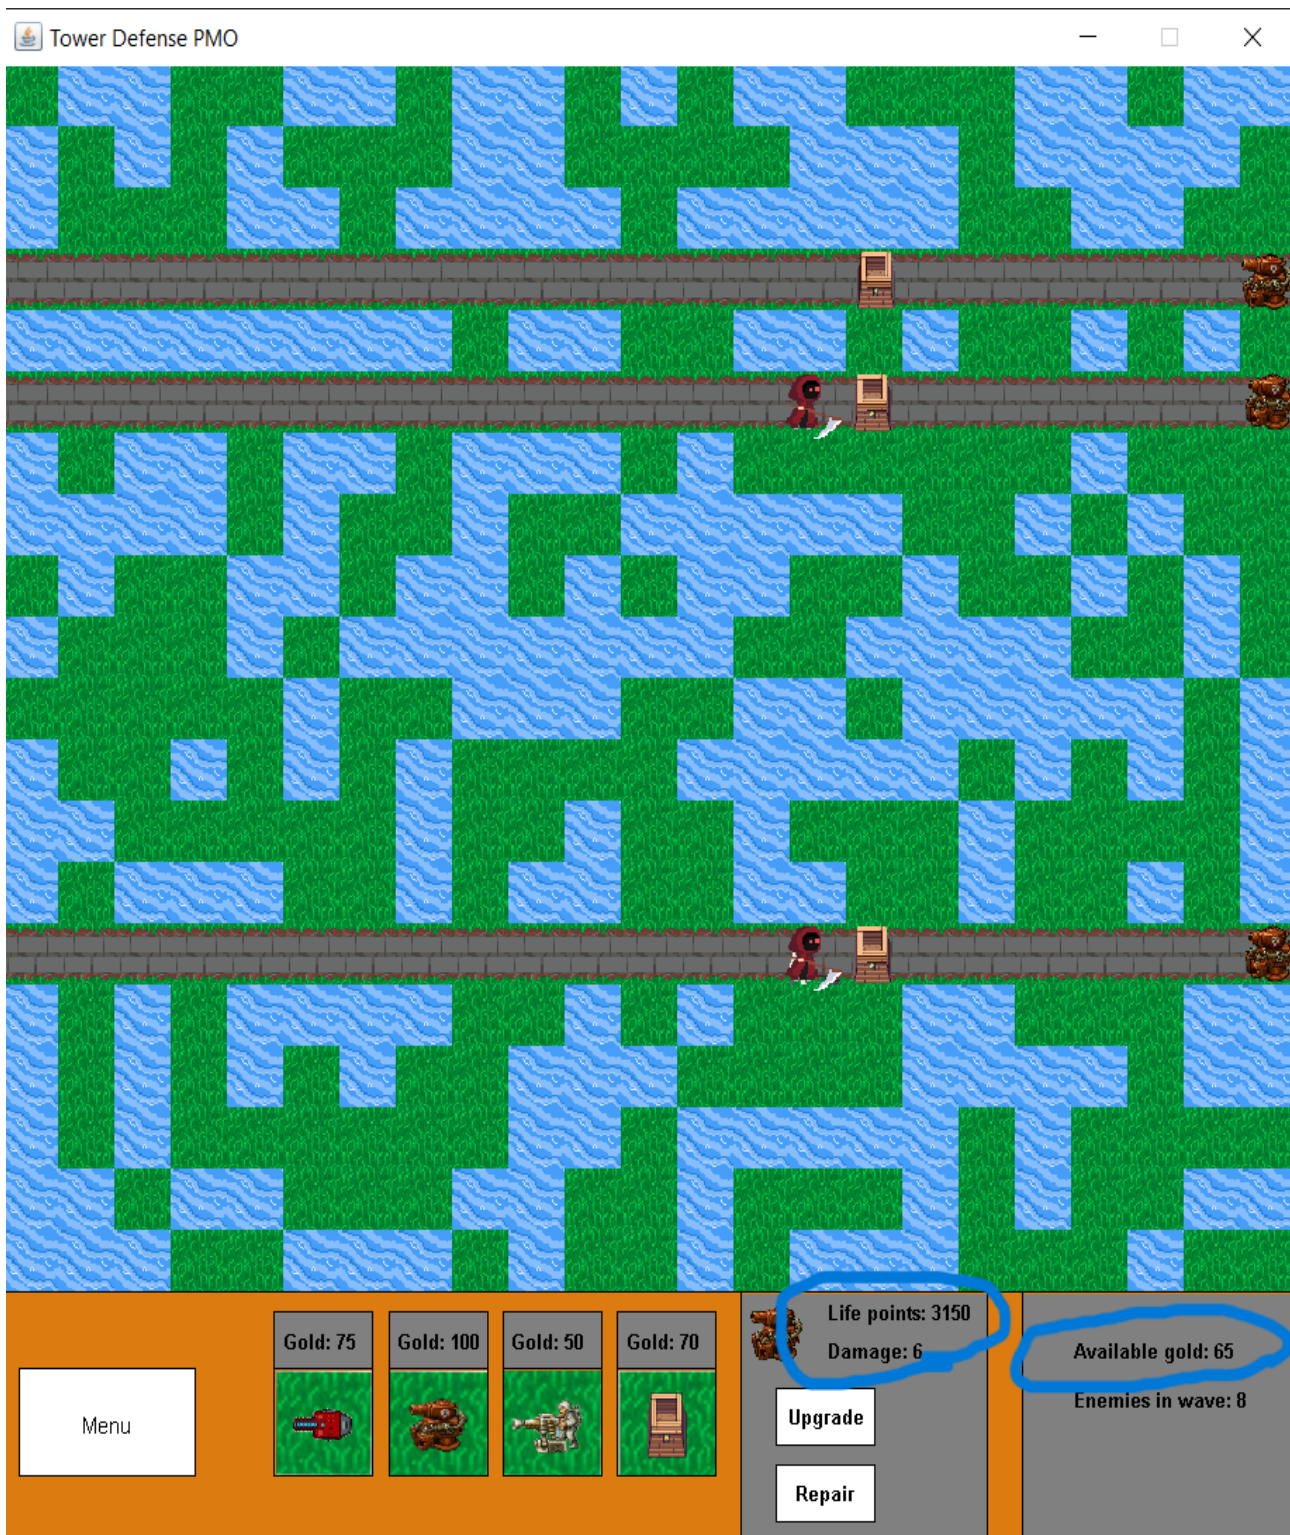 Tower Defense PMO
Menu
Gold: 75
Gold: 100
Gold: 50
Gold: 70
Life points: 3150
Damage: 6
Upgrade
Repair
Available gold: 65
Enemies in wave: 8